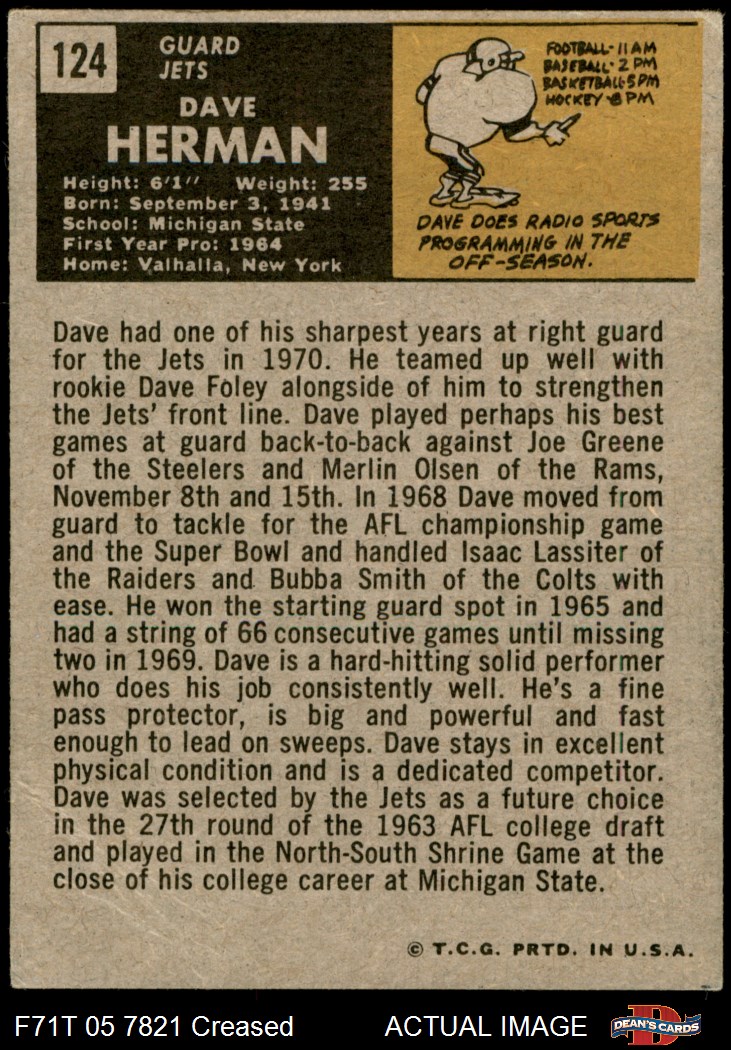 124
GUARD
JETS
DAVE
HERMAN
Height: 6'1" Weight: 255
Born: September 3, 1941
School: Michigan State
First Year Pro: 1964
Home: Valhalla, New York
FOOTBALL-11 AM
BASEBALL-2 PM
BASKETBALL-5 PM
HOCKEY-8 PM
DAVE DOES RADIO SPORTS
PROGRAMMING IN THE
OFF-SEASON.
Dave had one of his sharpest years at right guard
for the Jets in 1970. He teamed up well with
rookie Dave Foley alongside of him to strengthen
the Jets' front line. Dave played perhaps his best
games at guard back-to-back against Joe Greene
of the Steelers and Merlin Olsen of the Rams,
November 8th and 15th. In 1968 Dave moved from
guard to tackle for the AFL championship game
and the Super Bowl and handled Isaac Lassiter of
the Raiders and Bubba Smith of the Colts with
ease. He won the starting guard spot in 1965 and
had a string of 66 consecutive games until missing
two in 1969. Dave is a hard-hitting solid performer
who does his job consistently well. He's a fine
pass protector, is big and powerful and fast
enough to lead on sweeps. Dave stays in excellent
physical condition and is a dedicated competitor.
Dave was selected by the Jets as a future choice
in the 27th round of the 1963 AFL college draft
and played in the North-South Shrine Game at the
close of his college career at Michigan State.
© T.C.G. PRTD. IN U.S.A.
F71T 05 7821 Creased ACTUAL IMAGE
D
DEAN'S CARDS